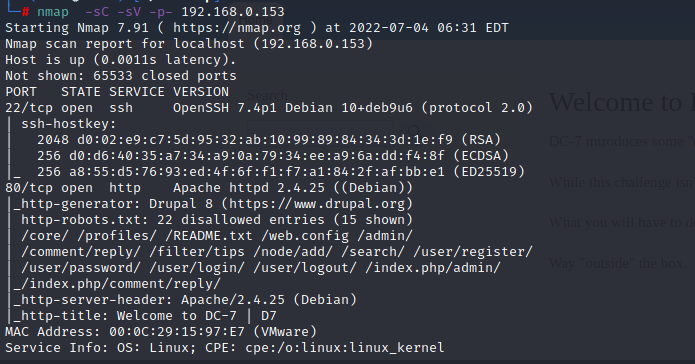 └─# nmap  -sC -sV -p- 192.168.0.153
Starting Nmap 7.91 ( https://nmap.org ) at 2022-07-04 06:31 EDT
Nmap scan report for localhost (192.168.0.153)
Host is up (0.0011s latency).
Not shown: 65533 closed ports
PORT   STATE SERVICE VERSION
22/tcp open  ssh     OpenSSH 7.4p1 Debian 10+deb9u6 (protocol 2.0)
| ssh-hostkey:
|   2048 d0:02:e9:c7:5d:95:32:ab:10:99:89:84:34:3d:1e:f9 (RSA)
|   256 d0:d6:40:35:a7:34:a9:0a:79:34:ee:a9:6a:dd:f4:8f (ECDSA)
|_  256 a8:55:d5:76:93:ed:4f:6f:f1:f7:a1:84:2f:af:bb:e1 (ED25519)
80/tcp open  http    Apache httpd 2.4.25 ((Debian))
|_http-generator: Drupal 8 (https://www.drupal.org)
| http-robots.txt: 22 disallowed entries (15 shown)
| /core/ /profiles/ /README.txt /web.config /admin/
| /comment/reply/ /filter/tips /node/add/ /search/ /user/register/
| /user/password/ /user/login/ /user/logout/ /index.php/admin/
|_/index.php/comment/reply/
|_http-server-header: Apache/2.4.25 (Debian)
|_http-title: Welcome to DC-7 | D7
MAC Address: 00:0C:29:15:97:E7 (VMware)
Service Info: OS: Linux; CPE: cpe:/o:linux:linux_kernel
Search
Welcome to
DC-7 introduces some
While this challenge isn
What you will have to d
Way "outside" the box.